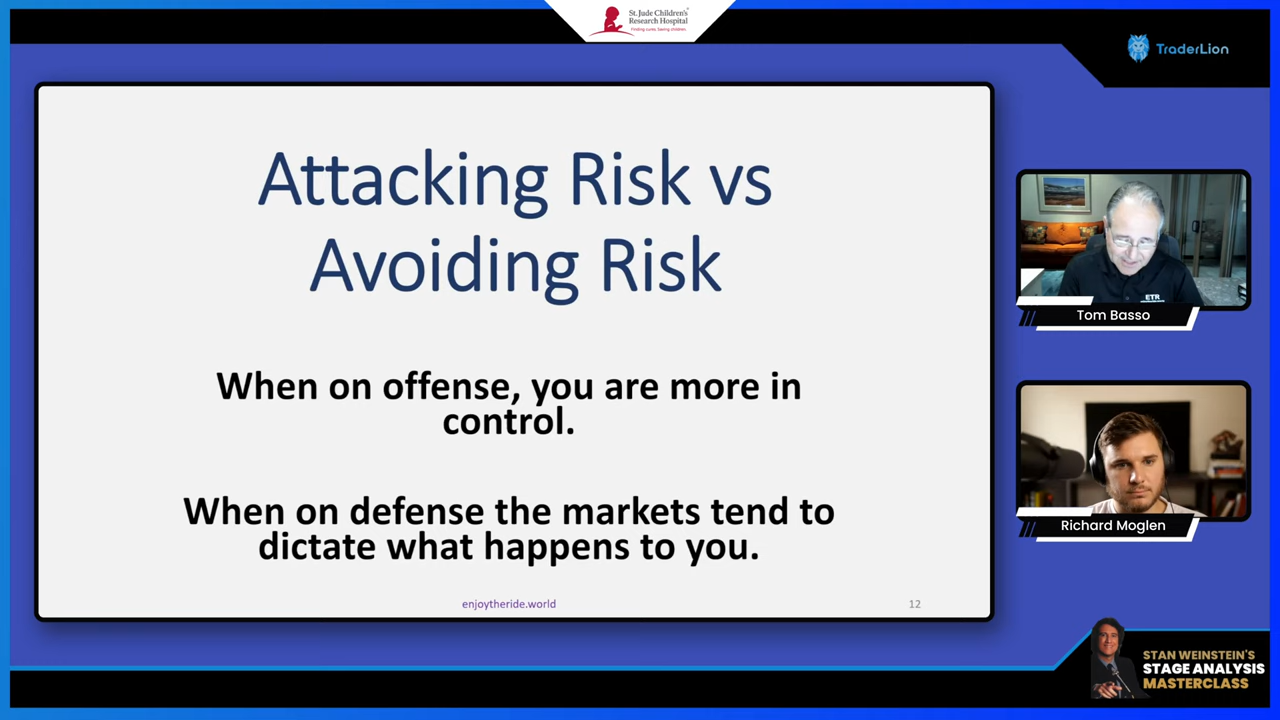 St. Jude Children's
Research Hospital
Finding cures. Saving children.
TraderLion
Attacking Risk vs
Avoiding Risk
When on offense, you are more in
control.
When on defense the markets tend to
dictate what happens to you.
enjoytheride.world
12
ETR
Tom Basso
Richard Moglen
STAN WEINSTEIN'S
STAGE ANALYSIS
MASTERCLASS